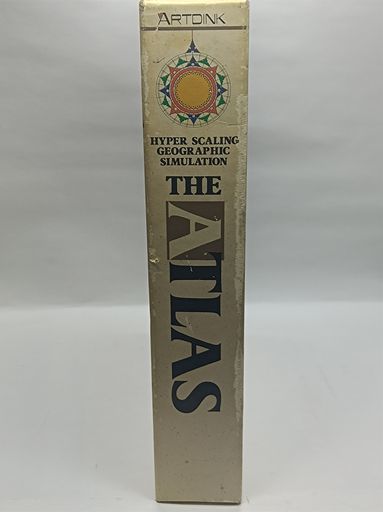 ARTDINK
HYPER SCALING
GEOGRAPHIC
SIMULATION
THE
ATLAS